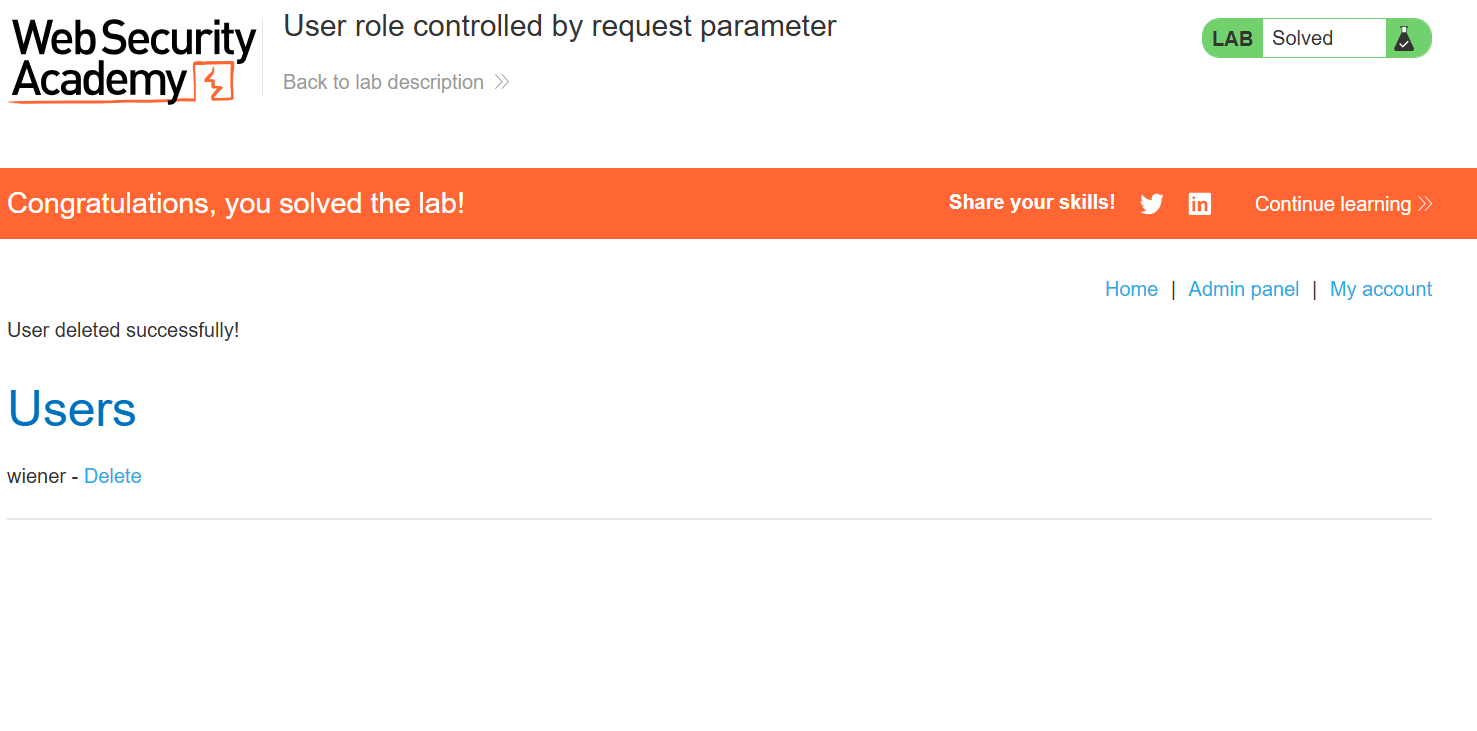 Web Security
Academy
User role controlled by request parameter
Back to lab description
LAB Solved
Congratulations, you solved the lab!
Share your skills!
in
Continue learning
Home | Admin panel | My account
User deleted successfully!
Users
wiener - Delete